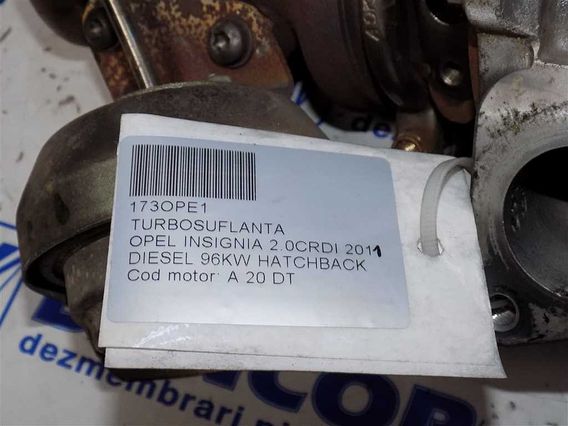 173OPE1
TURBOSUFLANTA
OPEL INSIGNIA 2.0CRDI 2011
DIESEL 96KW HATCHBACK
Cod motor: A 20 DT
dezmembrari